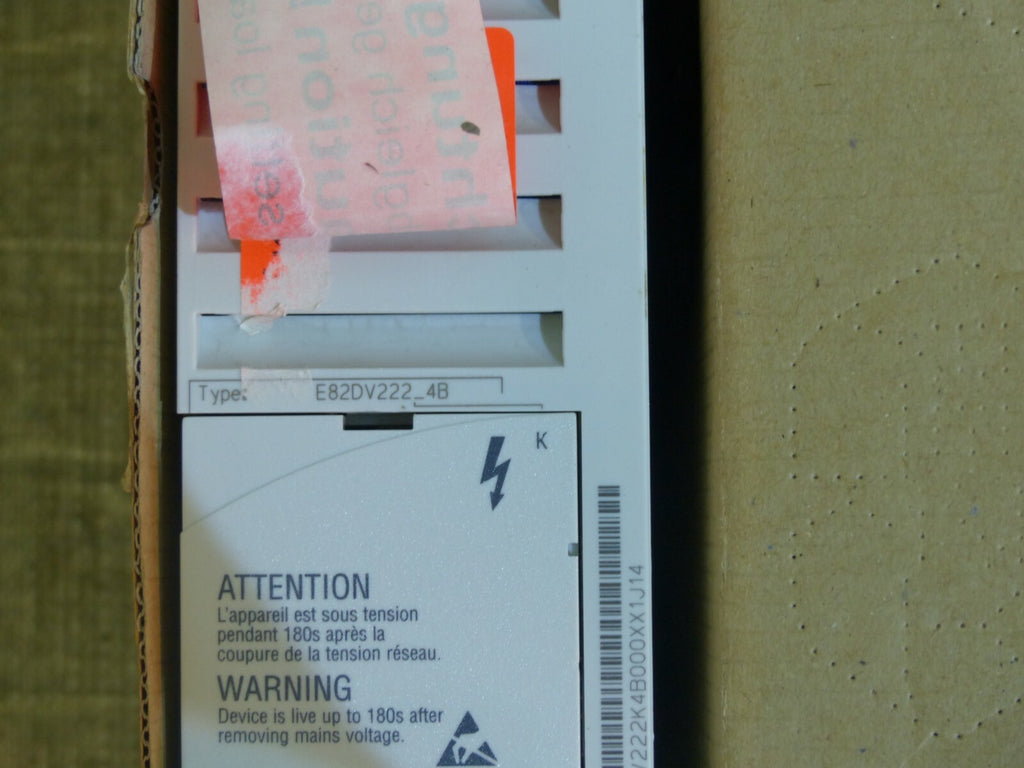 Type: E82DV222_4B
K
ATTENTION
L'appareil est sous tension
pendant 180s après la
coupure de la tension réseau.
WARNING
Device is live up to 180s after
removing mains voltage.
V222K4B000XX1J14